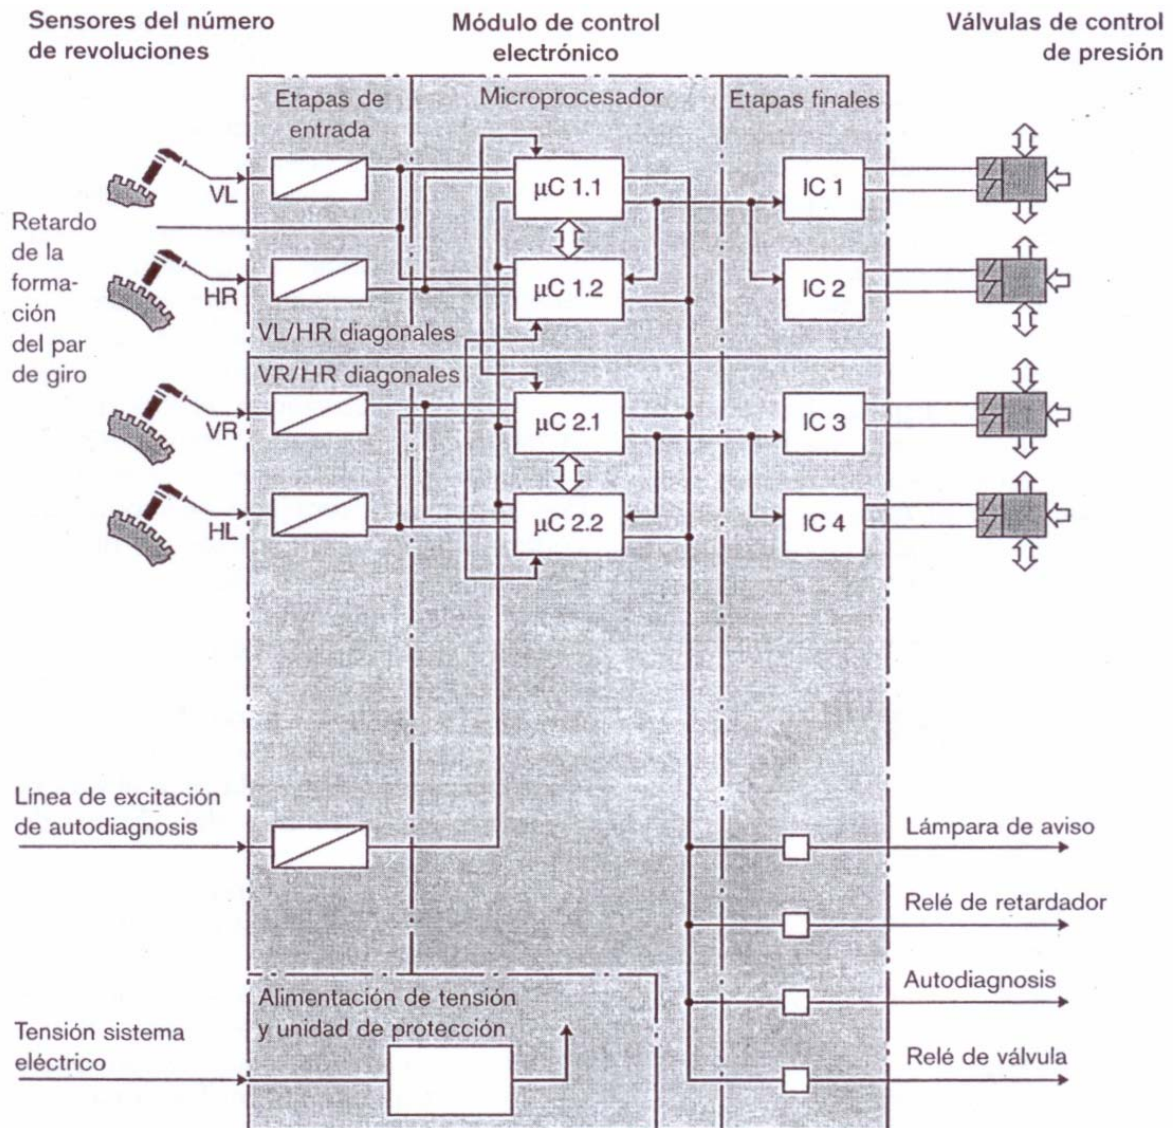 Sensores del número
de revoluciones
Módulo de control
electrónico
Válvulas de control
de presión
Etapas de
entrada
Microprocesador
Etapas finales
VL
µC 1.1
IC 1
Retardo
de la
forma-
ción
del par
de giro
HR
µC 1.2
IC 2
VL/HR diagonales
VR/HR diagonales
VR
µC 2.1
IC 3
HL
µC 2.2
IC 4
Línea de excitación
de autodiagnosis
Lámpara de aviso
Relé de retardador
Autodiagnosis
Relé de válvula
Alimentación de tensión
y unidad de protección
Tensión sistema
eléctrico